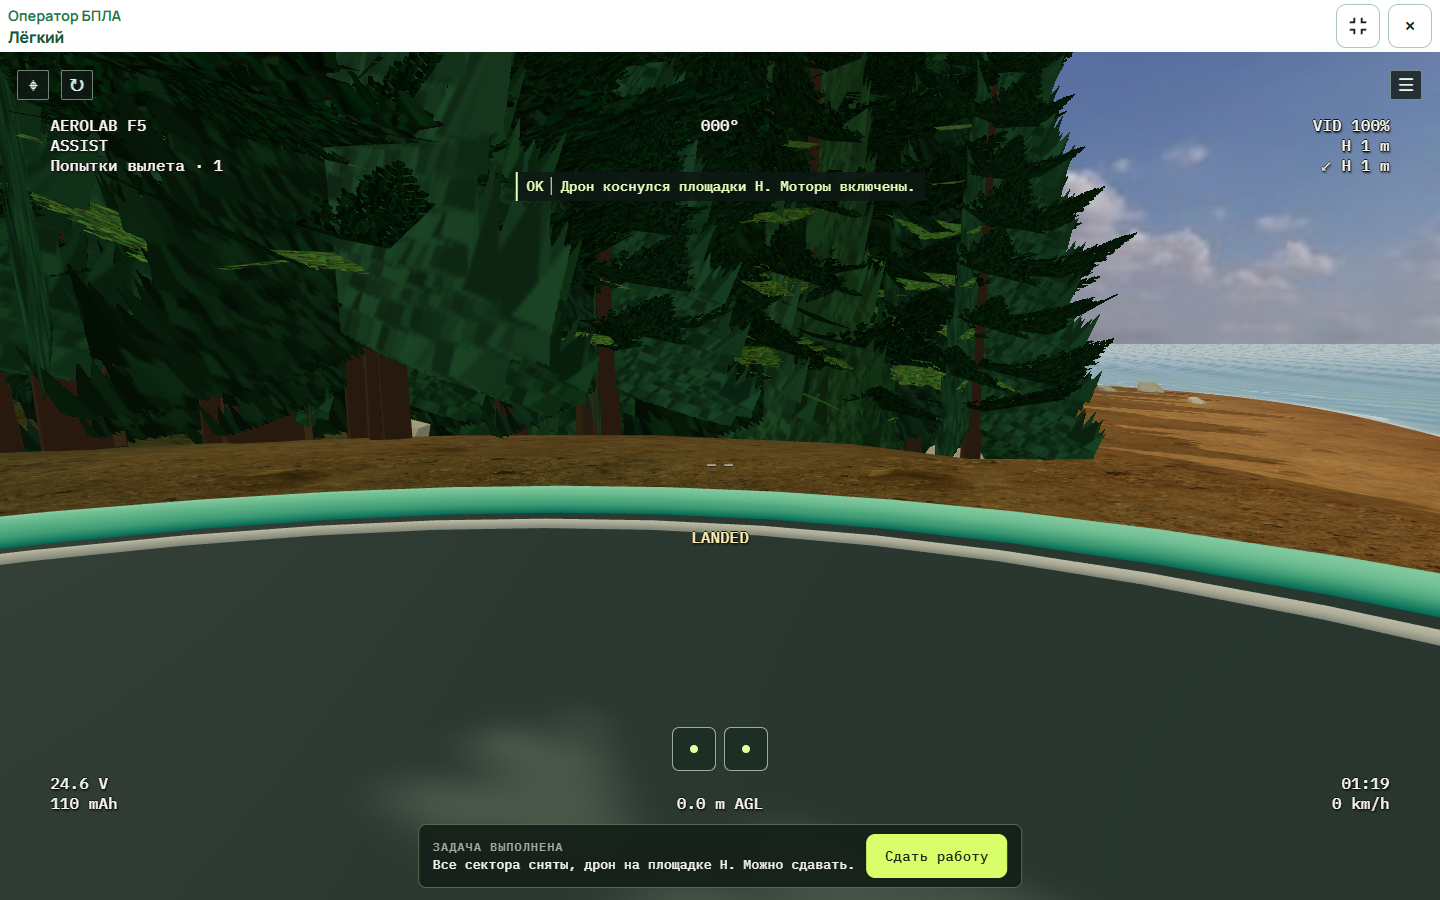 Оператор БПЛА
Лёгкий
×
AEROLAB F5
ASSIST
Попытки вылета · 1
000°
VID 100%
H 1 m
↙ H 1 m
OK | Дрон коснулся площадки H. Моторы включены.
LANDED
24.6 V
110 mAh
0.0 m AGL
01:19
0 km/h
ЗАДАЧА ВЫПОЛНЕНА
Все сектора сняты, дрон на площадке H. Можно сдавать.
Сдать работу